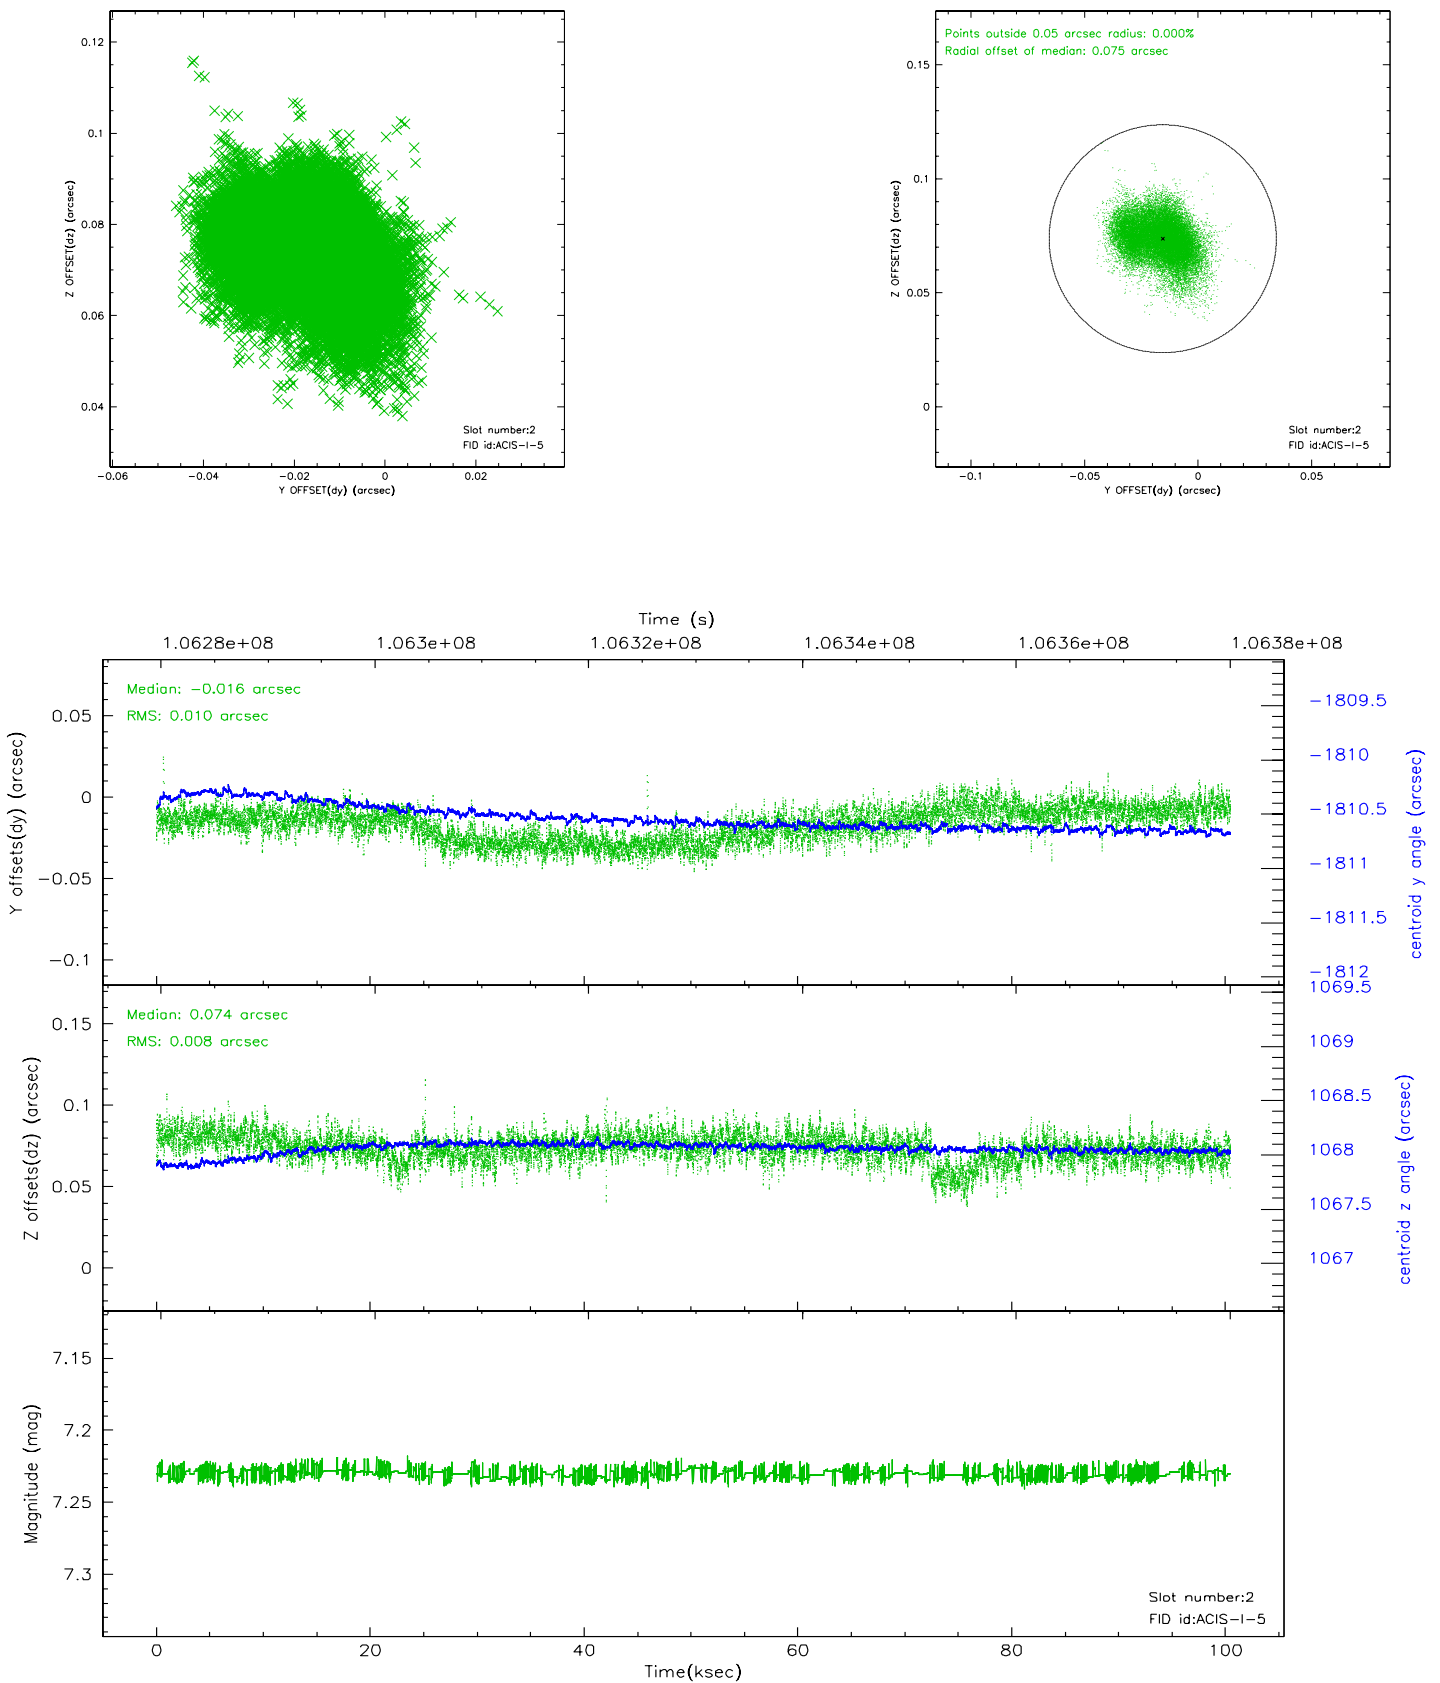 0.12
0.1
0.08
0.06
0.04
Z OFFSET(dz) (arcsec)
Slot number:2
FID id:ACIS-I-5
-0.06
-0.04
-0.02
0
0.02
Y OFFSET(dy) (arcsec)
Points outside 0.05 arcsec radius: 0.000%
Radial offset of median: 0.075 arcsec
0.15
0.1
0.05
0
Z OFFSET(dz) (arcsec)
Slot number:2
FID id:ACIS-I-5
-0.1
-0.05
0
0.05
Y OFFSET(dy) (arcsec)
Time (s)
1.0628e+08
1.063e+08
1.0632e+08
1.0634e+08
1.0636e+08
1.0638e+08
Median: -0.016 arcsec
RMS: 0.010 arcsec
0.05
0
-0.05
-0.1
Y offsets(dy) (arcsec)
-1809.5
-1810
-1810.5
-1811
-1811.5
-1812
centroid y angle (arcsec)
Median: 0.074 arcsec
RMS: 0.008 arcsec
0.15
0.1
0.05
0
Z offsets(dz) (arcsec)
1069.5
1069
1068.5
1068
1067.5
1067
centroid z angle (arcsec)
7.15
7.2
7.25
7.3
Magnitude (mag)
Slot number:2
FID id:ACIS-I-5
0
20
40
60
80
100
Time(ksec)